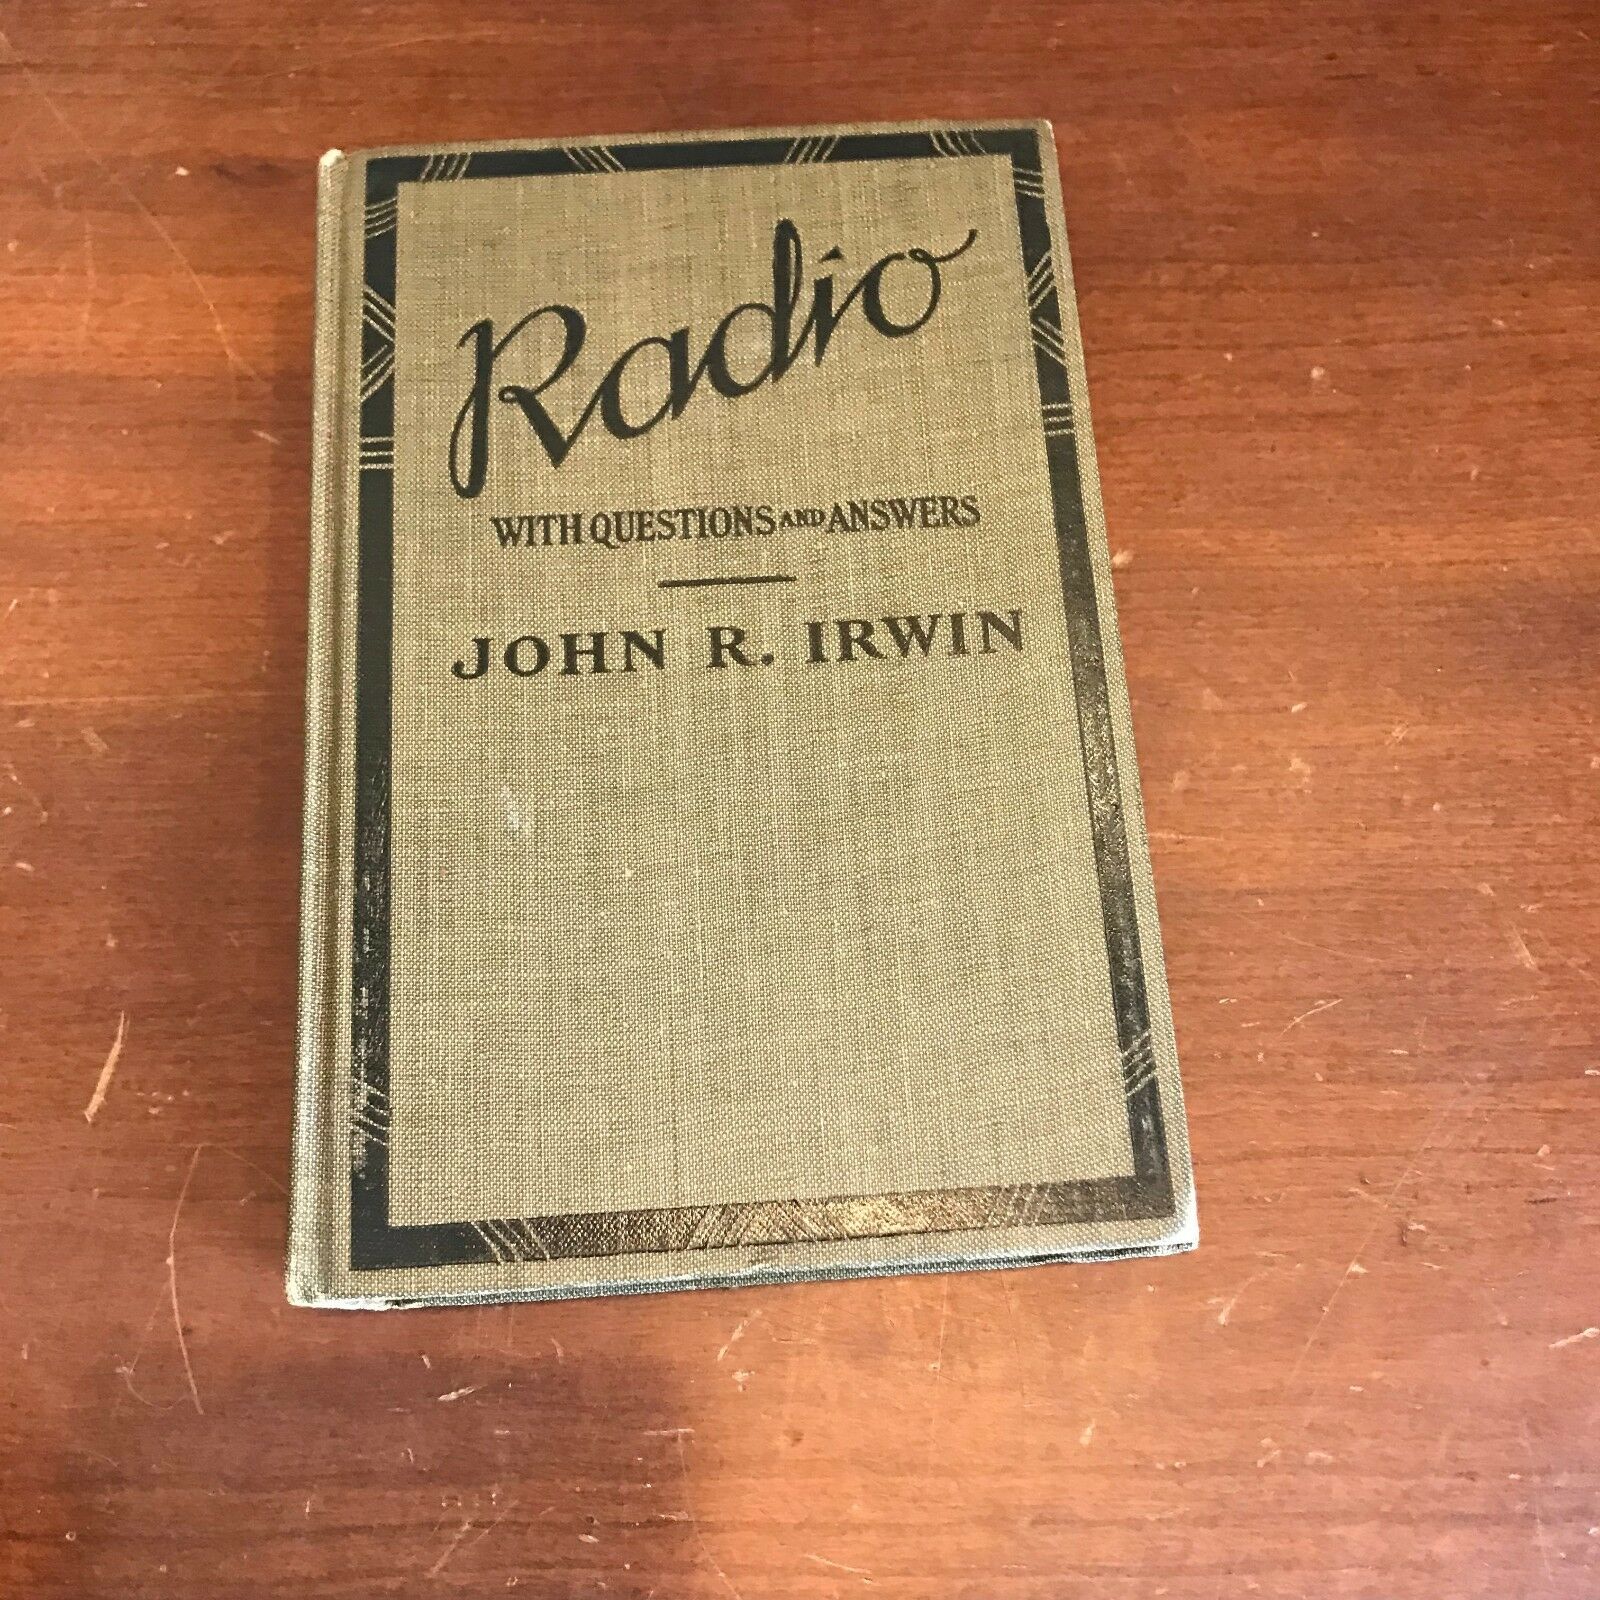 Radio
WITH QUESTIONS AND ANSWERS
JOHN R. IRWIN